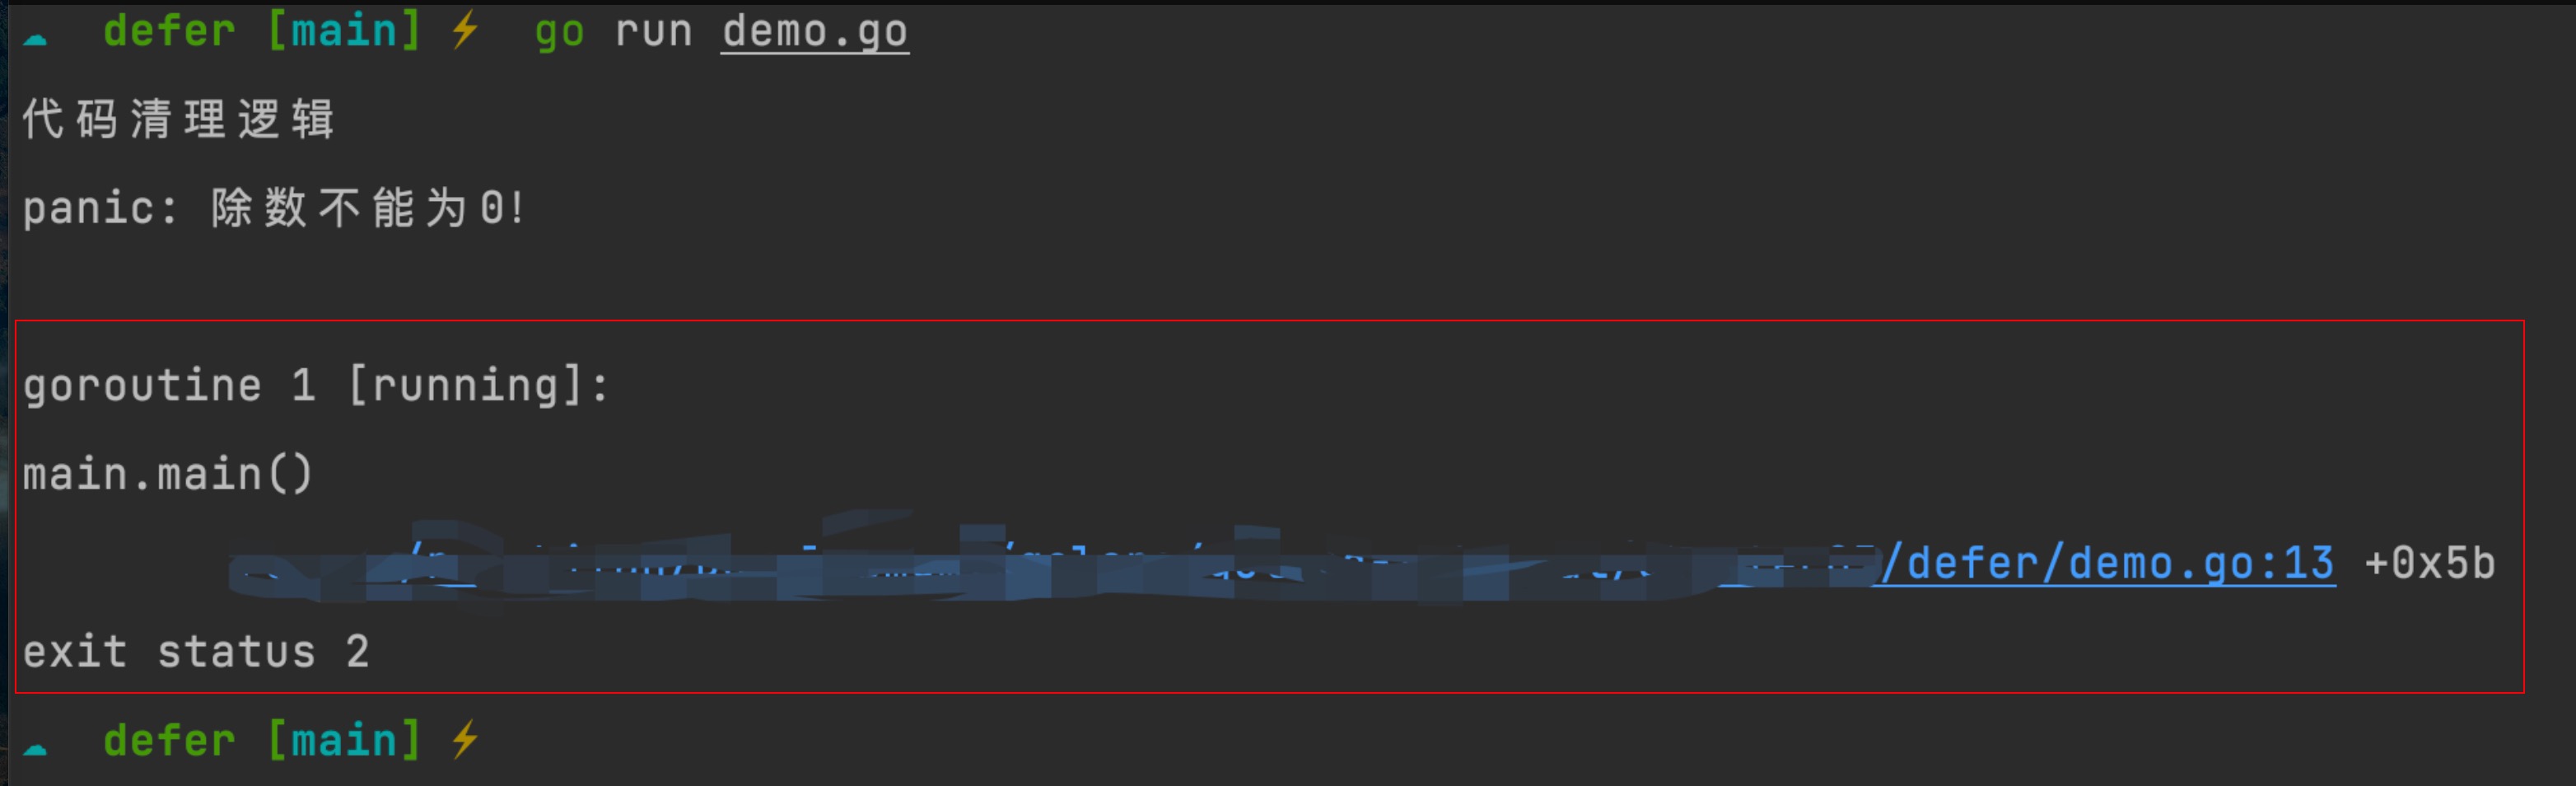 defer [main] ⚡ go run demo.go
代码清理逻辑
panic: 除数不能为0!
goroutine 1 [running]:
main.main()
/defer/demo.go:13 +0x5b
exit status 2
defer [main] ⚡